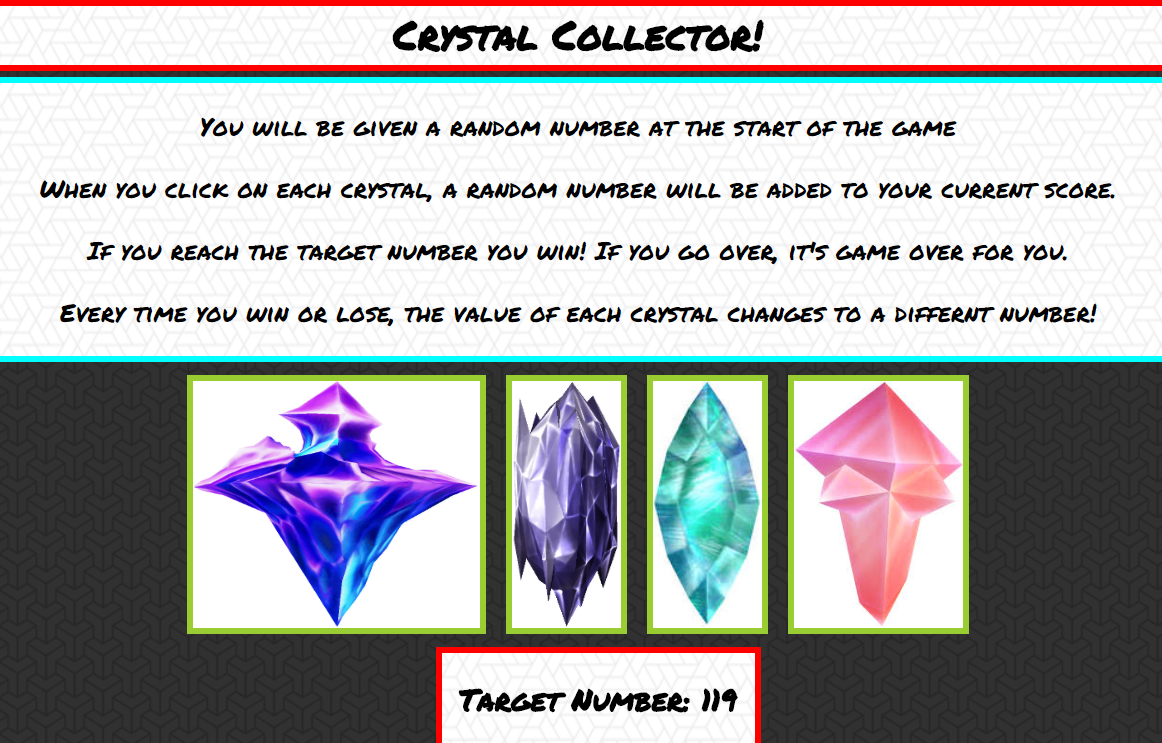 Crystal Collector!
You will be given a random number at the start of the game
When you click on each crystal, a random number will be added to your current score.
If you reach the target number you win! If you go over, it's game over for you.
Every time you win or lose, the value of each crystal changes to a differnt number!
Target Number: 119